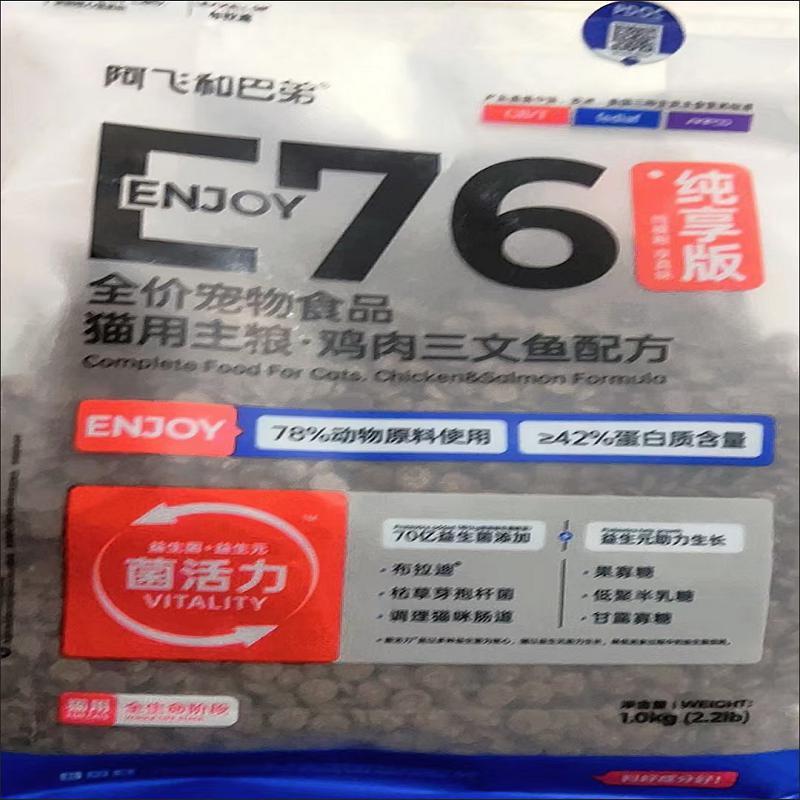 阿飞和巴弟®
GB/T
fediaf
AAFCO
E76
ENJOY
纯享版
全价宠物食品
猫用主粮·鸡肉三文鱼配方
Complete Food For Cats. Chicken&Salmon Formula
ENJOY
78%动物原料使用
≥42%蛋白质含量
益生菌+益生元
菌活力
VITALITY
70亿益生菌添加
·布拉迪®
·枯草芽孢杆菌
·调理猫咪肠道
益生元助力生长
·果寡糖
·低聚半乳糖
·甘露寡糖
猫用
全生命阶段
净含量 | WEIGHT:
1.0kg (2.2lb)